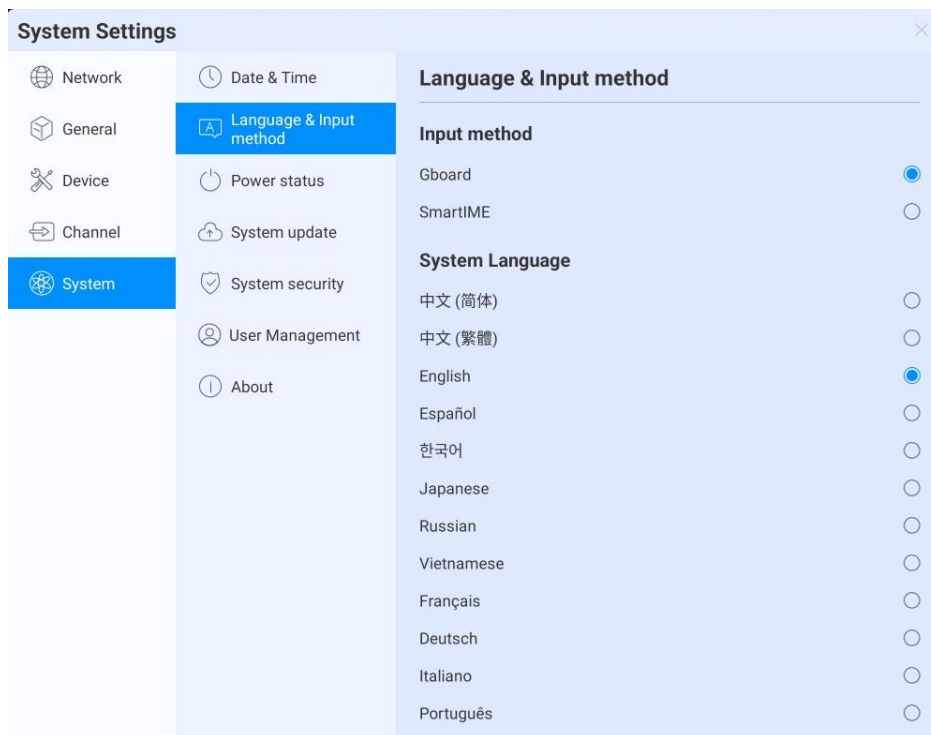 System Settings
Network
General
Device
Channel
System
Date & Time
Language & Input
method
Power status
System update
System security
User Management
About
Language & Input method
Input method
Gboard
SmartIME
System Language
中文 (简体)
中文 (繁體)
English
Español
한국어
Japanese
Russian
Vietnamese
Français
Deutsch
Italiano
Português